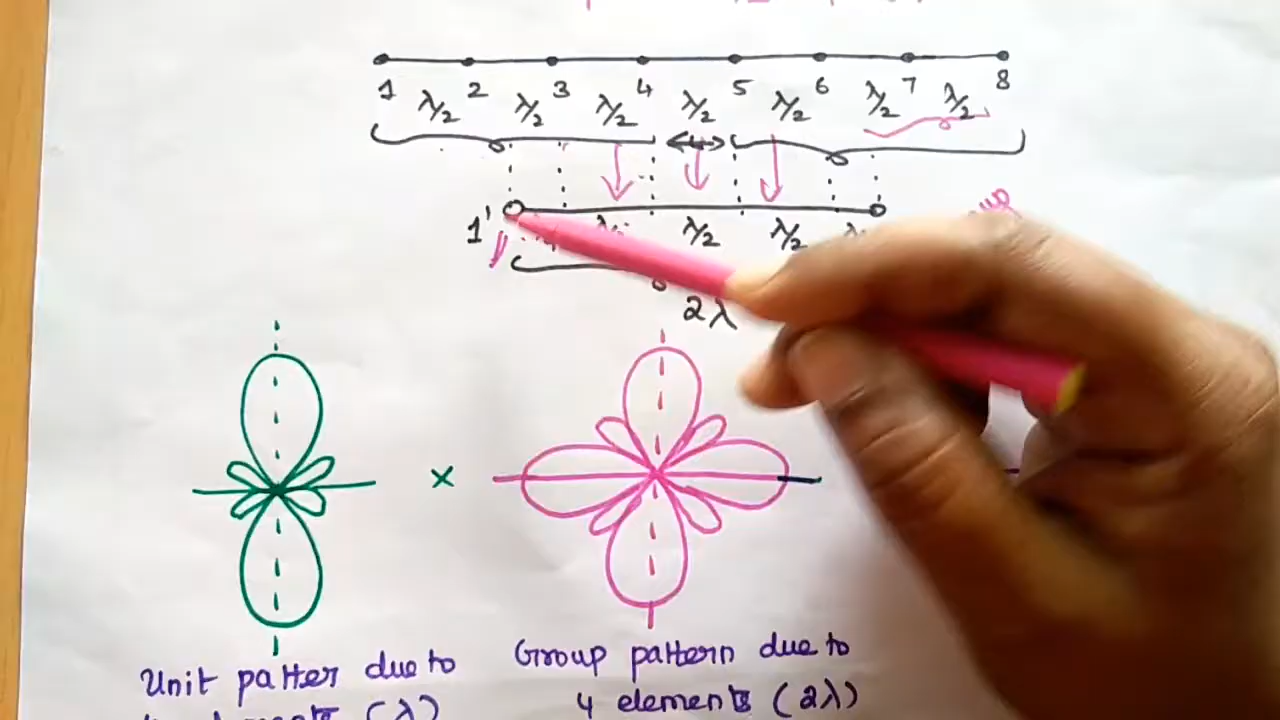 1 λ/2 2 λ/2 3 λ/2 4 λ/2 5 λ/2 6 λ/2 7 λ/2 8
1' λ/2 λ/2
2λ
×
Unit patter due to Group pattern due to
(λ) 4 elements (2λ)